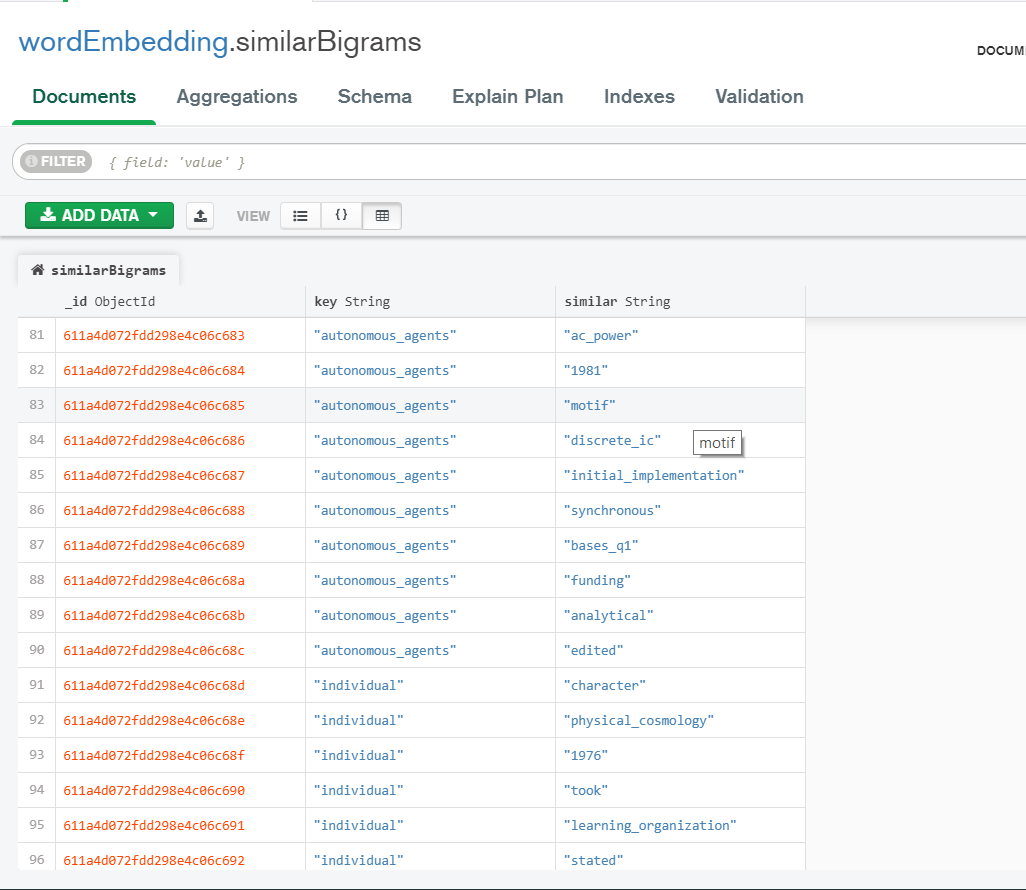 wordEmbedding.similarBigrams
DOCUM
Documents Aggregations Schema Explain Plan Indexes Validation
FILTER { field: 'value' }
ADD DATA VIEW {}
similarBigrams
_id ObjectId key String similar String
81 611a4d072fdd298e4c06c683 "autonomous_agents" "ac_power"
82 611a4d072fdd298e4c06c684 "autonomous_agents" "1981"
83 611a4d072fdd298e4c06c685 "autonomous_agents" "motif"
84 611a4d072fdd298e4c06c686 "autonomous_agents" "discrete_ic" motif
85 611a4d072fdd298e4c06c687 "autonomous_agents" "initial_implementation"
86 611a4d072fdd298e4c06c688 "autonomous_agents" "synchronous"
87 611a4d072fdd298e4c06c689 "autonomous_agents" "bases_q1"
88 611a4d072fdd298e4c06c68a "autonomous_agents" "funding"
89 611a4d072fdd298e4c06c68b "autonomous_agents" "analytical"
90 611a4d072fdd298e4c06c68c "autonomous_agents" "edited"
91 611a4d072fdd298e4c06c68d "individual" "character"
92 611a4d072fdd298e4c06c68e "individual" "physical_cosmology"
93 611a4d072fdd298e4c06c68f "individual" "1976"
94 611a4d072fdd298e4c06c690 "individual" "took"
95 611a4d072fdd298e4c06c691 "individual" "learning_organization"
96 611a4d072fdd298e4c06c692 "individual" "stated"